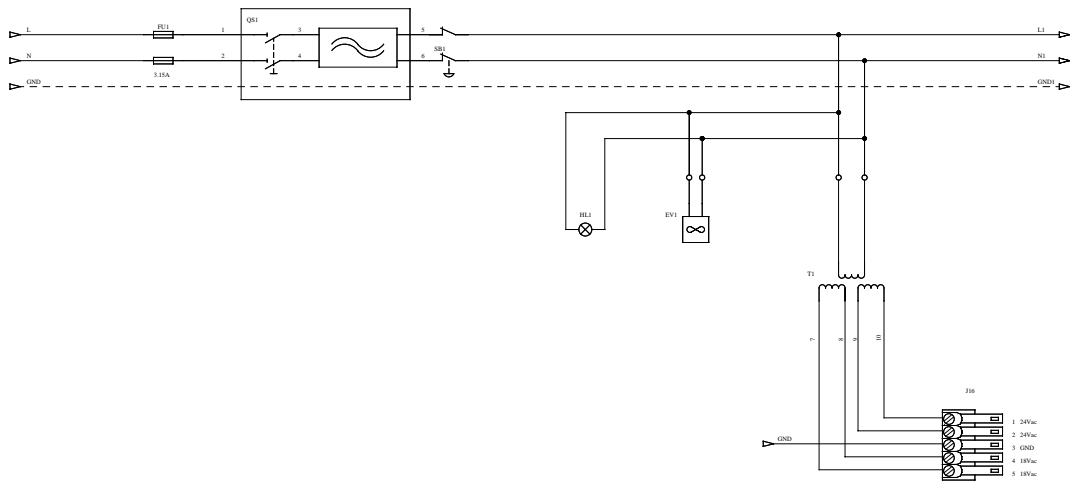 QS1
FU1
L 1 3 5 L1
SB1
N 2 4 6 N1
3.15A
GND GND1
HL1 EV1
T1
7 8 9 10
J16
1 24Vac
2 24Vac
GND 3 GND
4 18Vac
5 18Vac